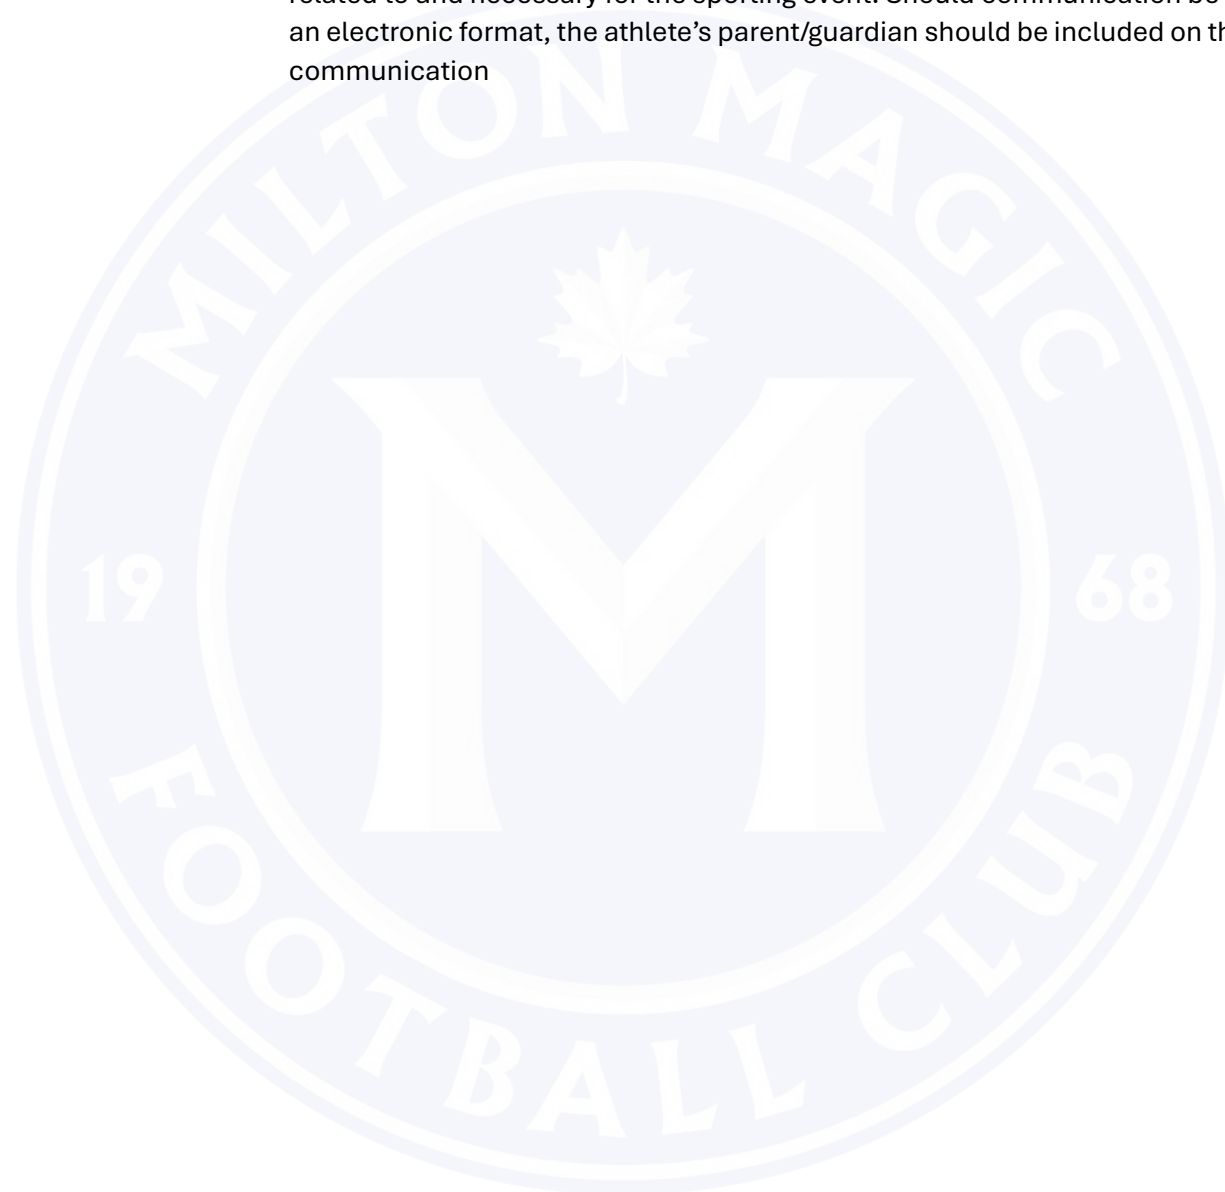 related to and necessary for the sporting event. Should communication be
an electronic format, the athlete’s parent/guardian should be included on th
communication
MILTON MAGIC
19
68
FOOTBALL CLUB